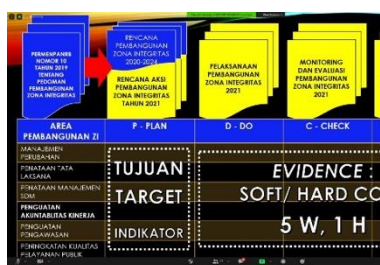 PERMENPANRB
NOMOR 10
TAHUN 2019
TENTANG
PEDOMAN
PEMBANGUNAN
ZONA INTEGRITAS
RENCANA
PEMBANGUNAN
ZONA INTEGRITAS
2020-2024
RENCANA AKSI
PEMBANGUNAN
ZONA INTEGRITAS
TAHUN 2021
PELAKSANAAN
PEMBANGUNAN
ZONA INTEGRITAS
2021
MONITORING
DAN EVALUASI
PEMBANGUNAN
ZONA INTEGRITAS
2021
AREA
PEMBANGUNAN ZI
P - PLAN
D - DO
C - CHECK
MANAJEMEN
PERUBAHAN
PENATAAN TATA
LAKSANA
PENATAAN MANAJEMEN
SDM
PENGUATAN
AKUNTABLITAS KINERJA
PENGUATAN
PENGAWASAN
PENINGKATAN KUALITAS
PELAYANAN PUBLIK
TUJUAN
TARGET
INDIKATOR
EVIDENCE :
SOFT/ HARD CO
5 W, 1 H